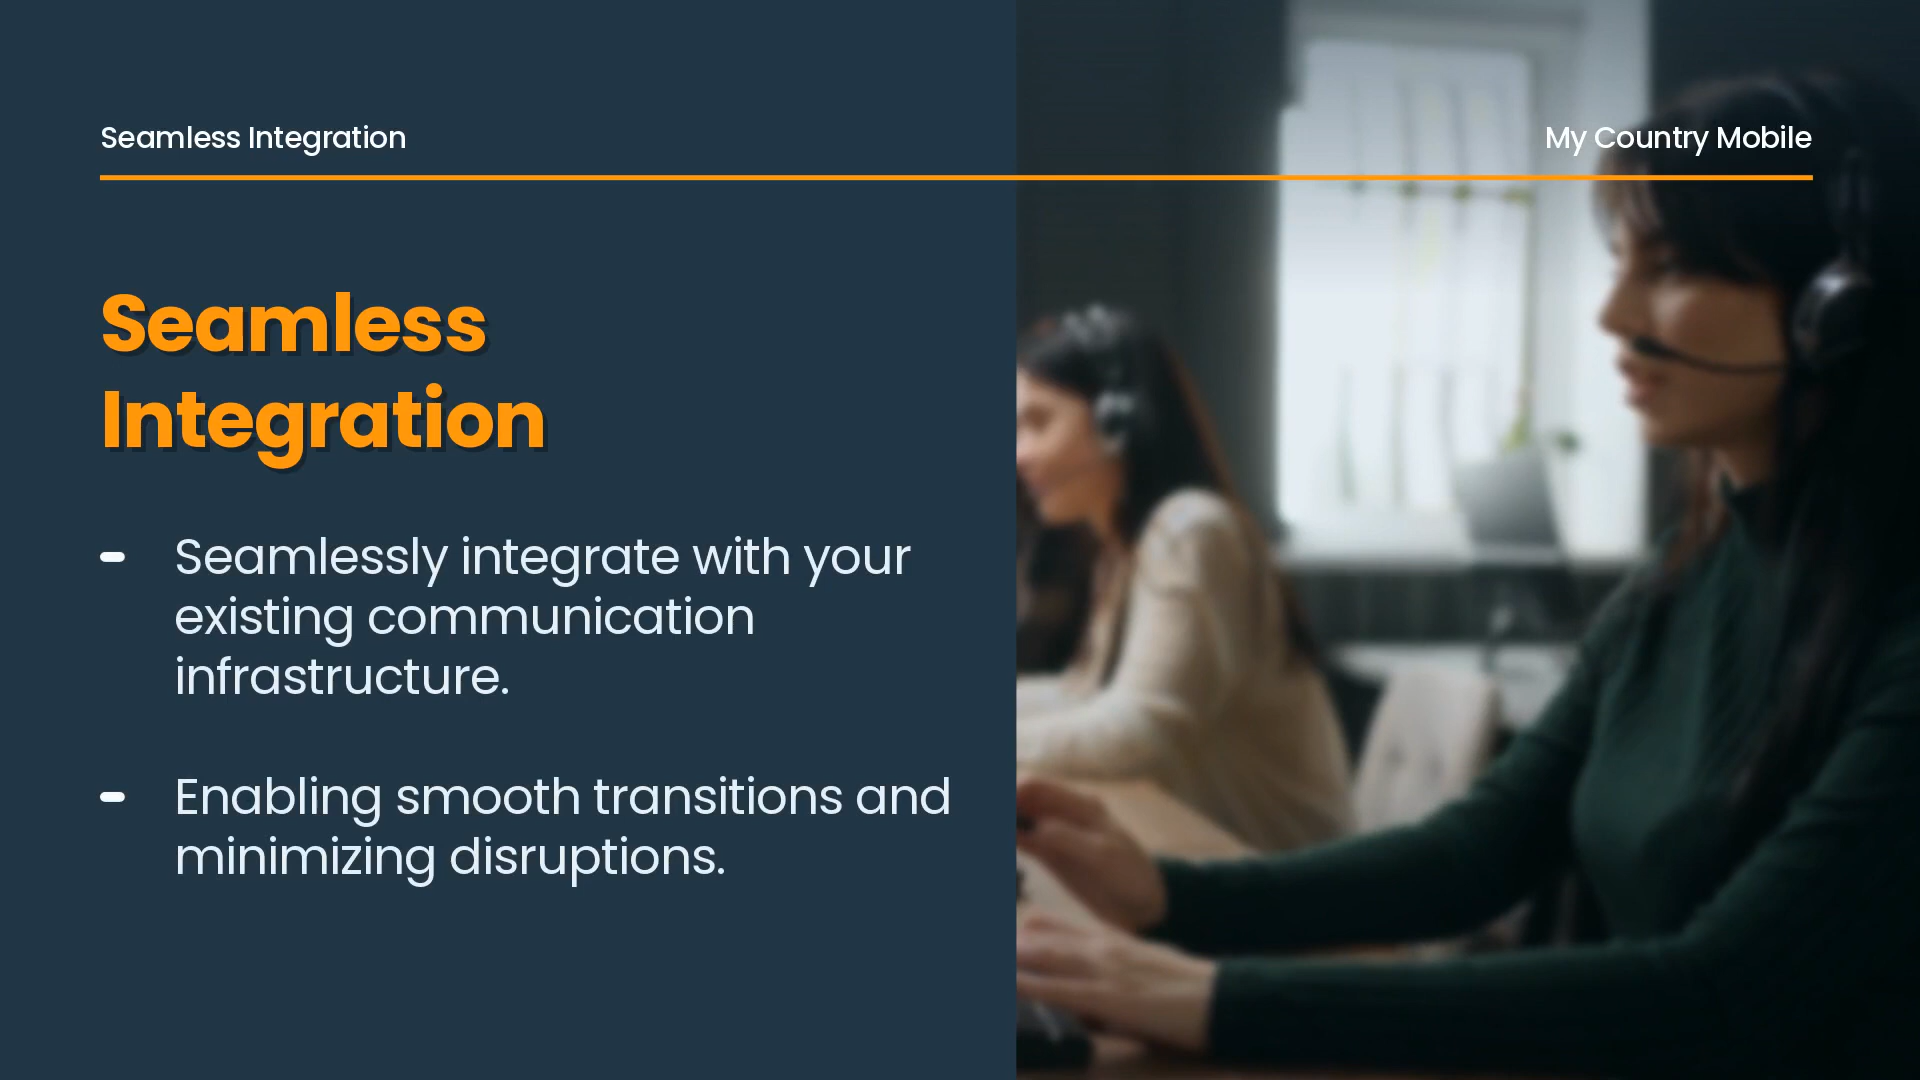 Seamless Integration
My Country Mobile
Seamless
Integration
- Seamlessly integrate with your
existing communication
infrastructure.
- Enabling smooth transitions and
minimizing disruptions.